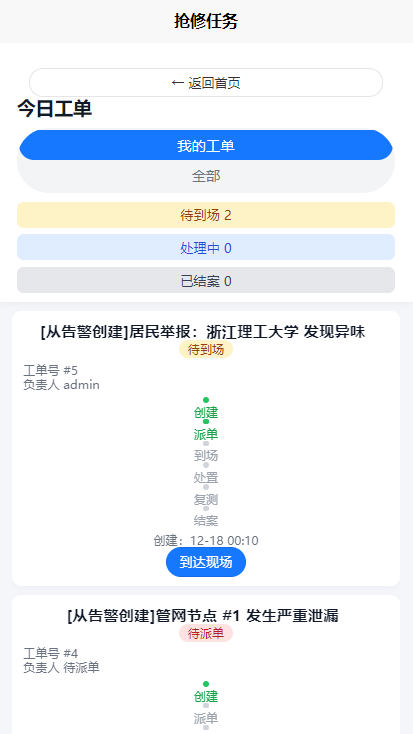 抢修任务
← 返回首页
今日工单
我的工单
全部
待到场 2
处理中 0
已结案 0
[从告警创建]居民举报：浙江理工大学 发现异味
待到场
工单号 #5
负责人 admin
创建
派单
到场
处置
复测
结案
创建：12-18 00:10
到达现场
[从告警创建]管网节点 #1 发生严重泄漏
待派单
工单号 #4
负责人 待派单
创建
派单